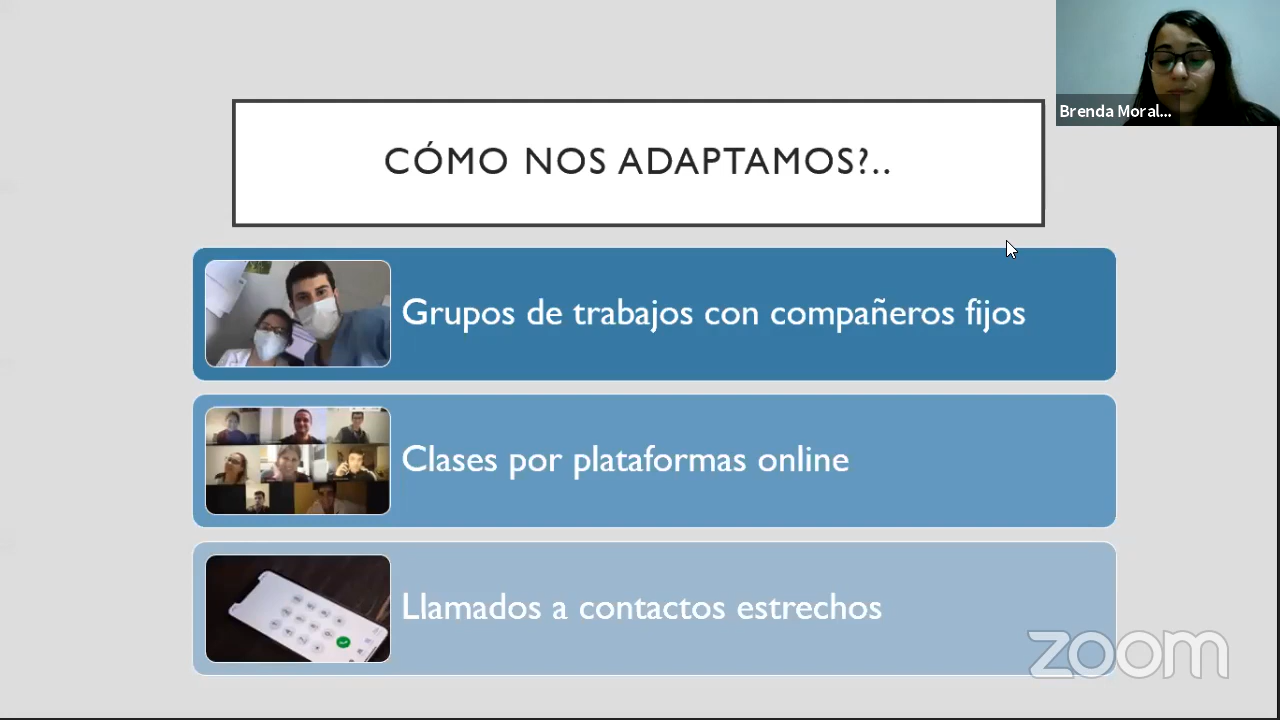 Brenda Moral...
CÓMO NOS ADAPTAMOS?..
Grupos de trabajos con compañeros fijos
Clases por plataformas online
Llamados a contactos estrechos
zoom